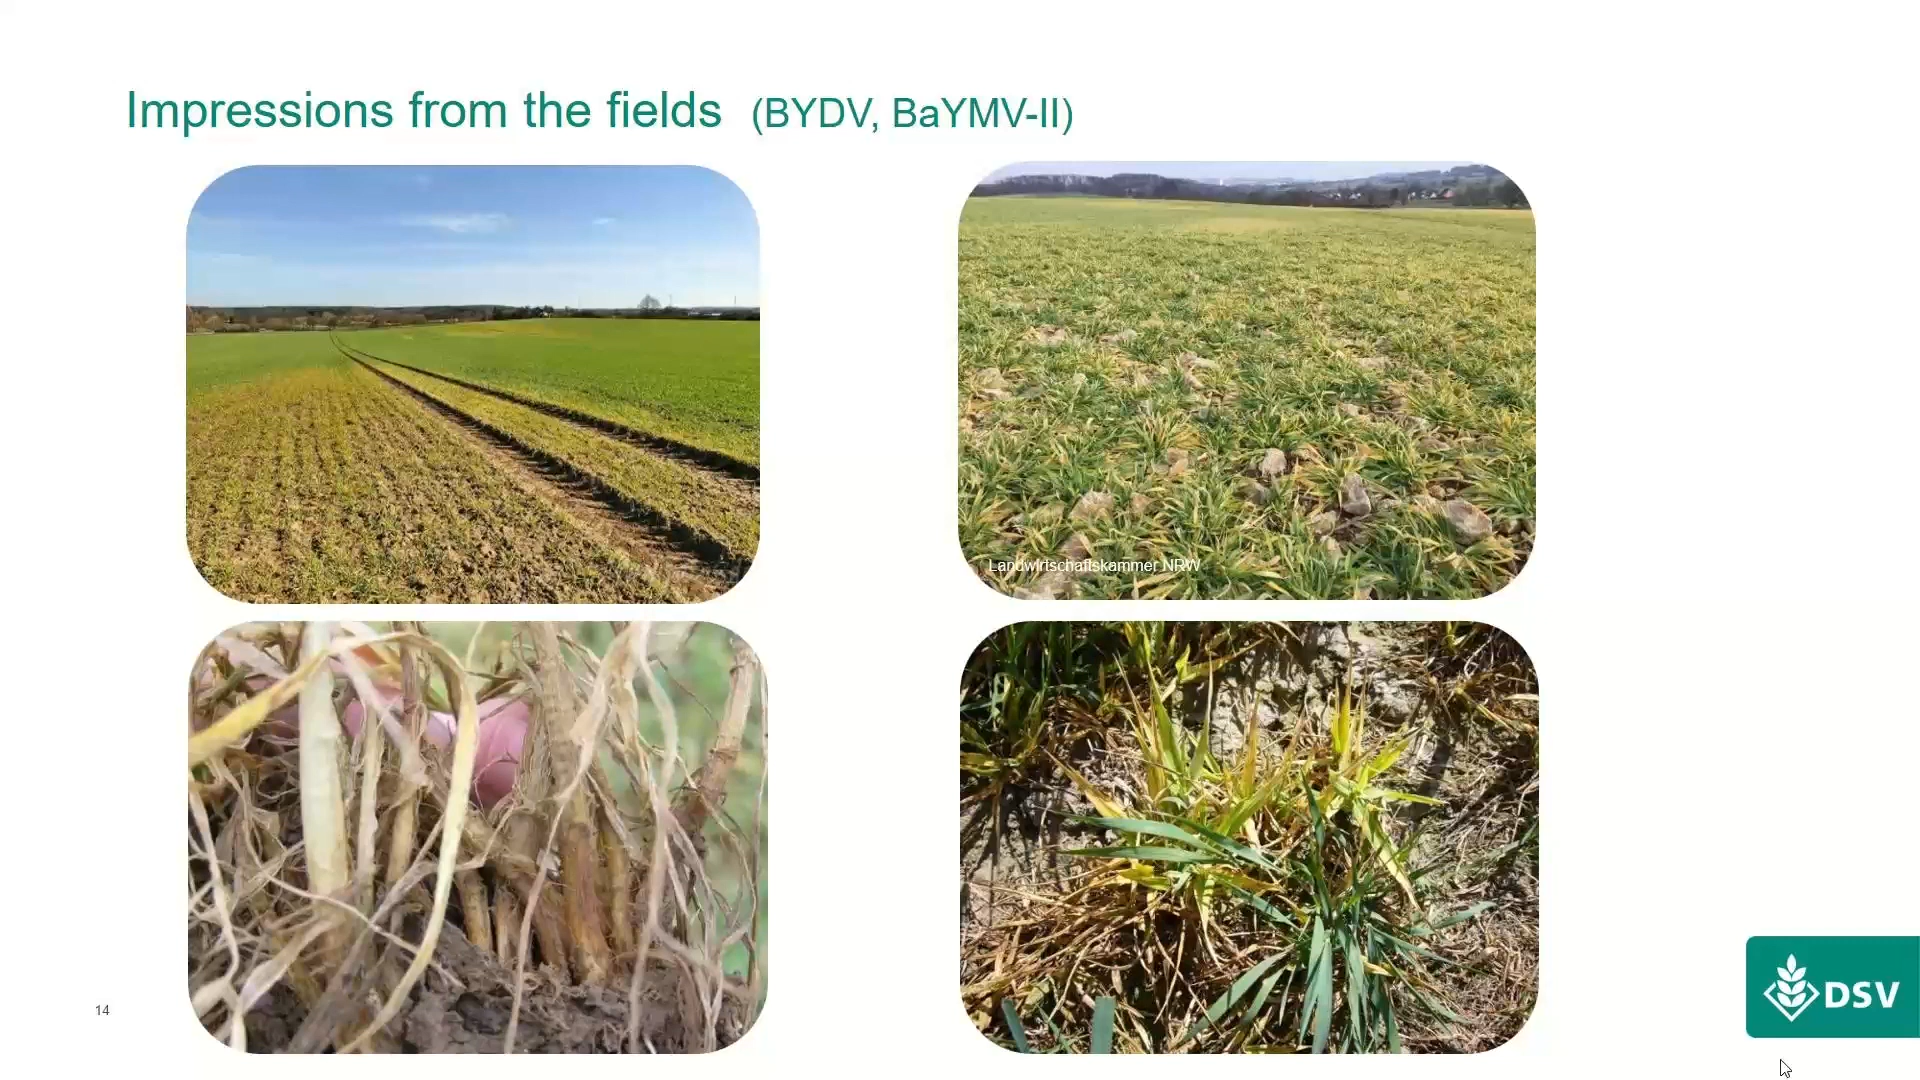 Impressions from the fields (BYDV, BaYMV-II)
Landwirtschaftskammer NRW
14
DSV